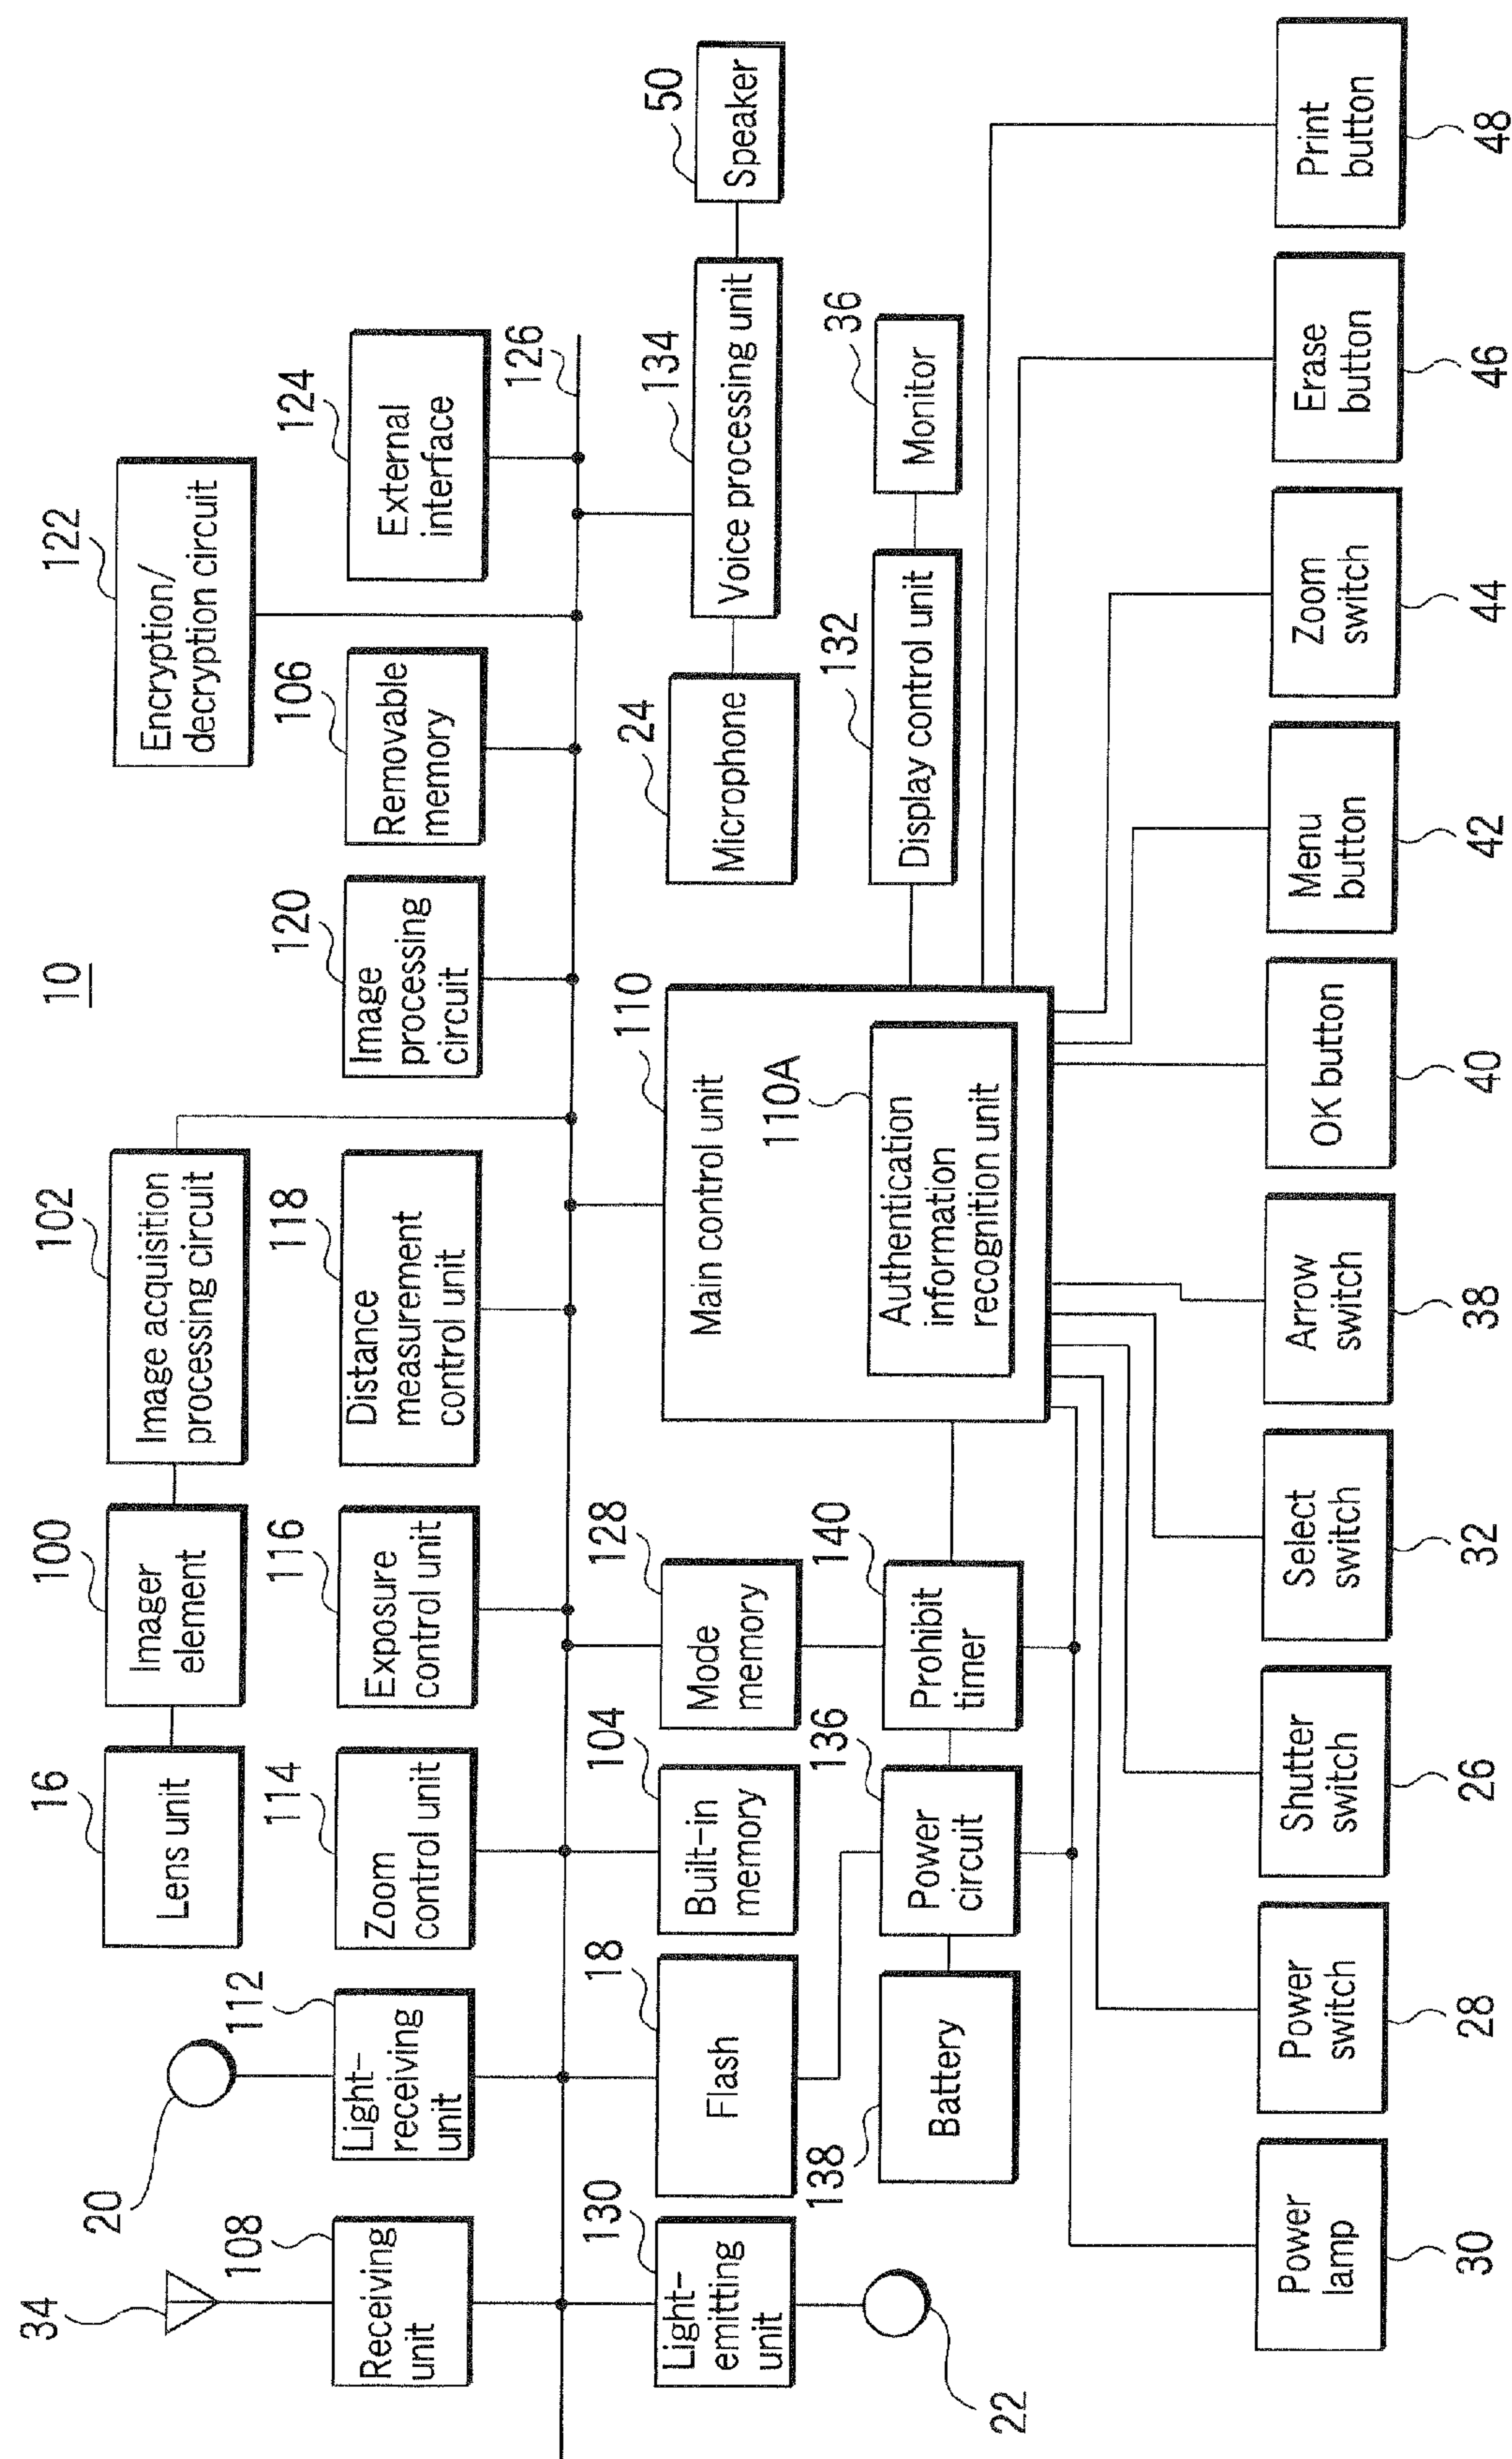 10
34
20
16
100
102
122
Lens unit
Imager
element
Image acquisition
processing circuit
Encryption/
decryption circuit
108
112
114
116
118
120
106
124
Receiving
unit
Light-
receiving
unit
Zoom
control unit
Exposure
control unit
Distance
measurement
control unit
Image
processing
circuit
Removable
memory
External
interface
126
130
18
104
128
110
24
134
50
Light-
emitting
unit
Flash
Built-in
memory
Mode
memory
Main control unit
Microphone
Voice processing unit
Speaker
110A
Authentication
information
recognition unit
22
138
136
140
132
36
Battery
Power
circuit
Prohibit
timer
Display control unit
Monitor
Power
lamp
Power
switch
Shutter
switch
Select
switch
Arrow
switch
OK button
Menu
button
Zoom
switch
Erase
button
Print
button
30
28
26
32
38
40
42
44
46
48